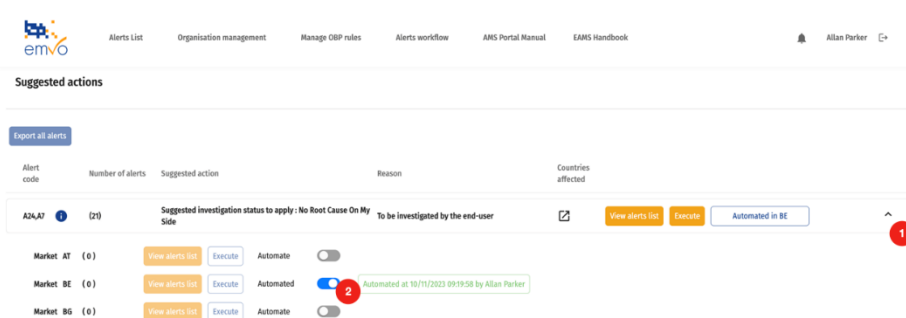 emvo
Alerts List Organisation management Manage OBP rules Alerts workflow AMS Portal Manual EAMS Handbook Allan Parker
Suggested actions
Export all alerts
Alert code Number of alerts Suggested action Reason Countries affected
A24,A7 i (21) Suggested investigation status to apply : No Root Cause On My Side To be investigated by the end-user View alerts list Execute Automated in BE
1
Market AT ( 0 ) View alerts list Execute Automate
Market BE ( 0 ) View alerts list Execute Automated 2 Automated at 10/11/2023 09:19:58 by Allan Parker
Market BG ( 0 ) View alerts list Execute Automate